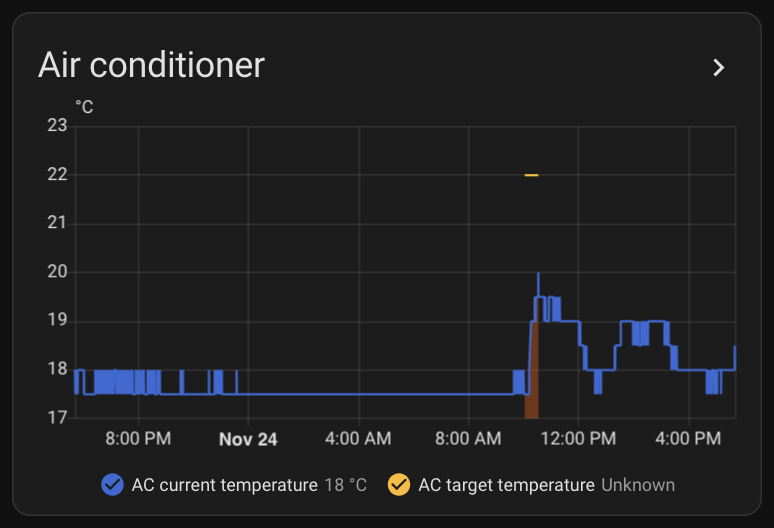 Air conditioner
°C
23
22
21
20
19
18
17
8:00 PM Nov 24 4:00 AM 8:00 AM 12:00 PM 4:00 PM
AC current temperature 18 °C AC target temperature Unknown